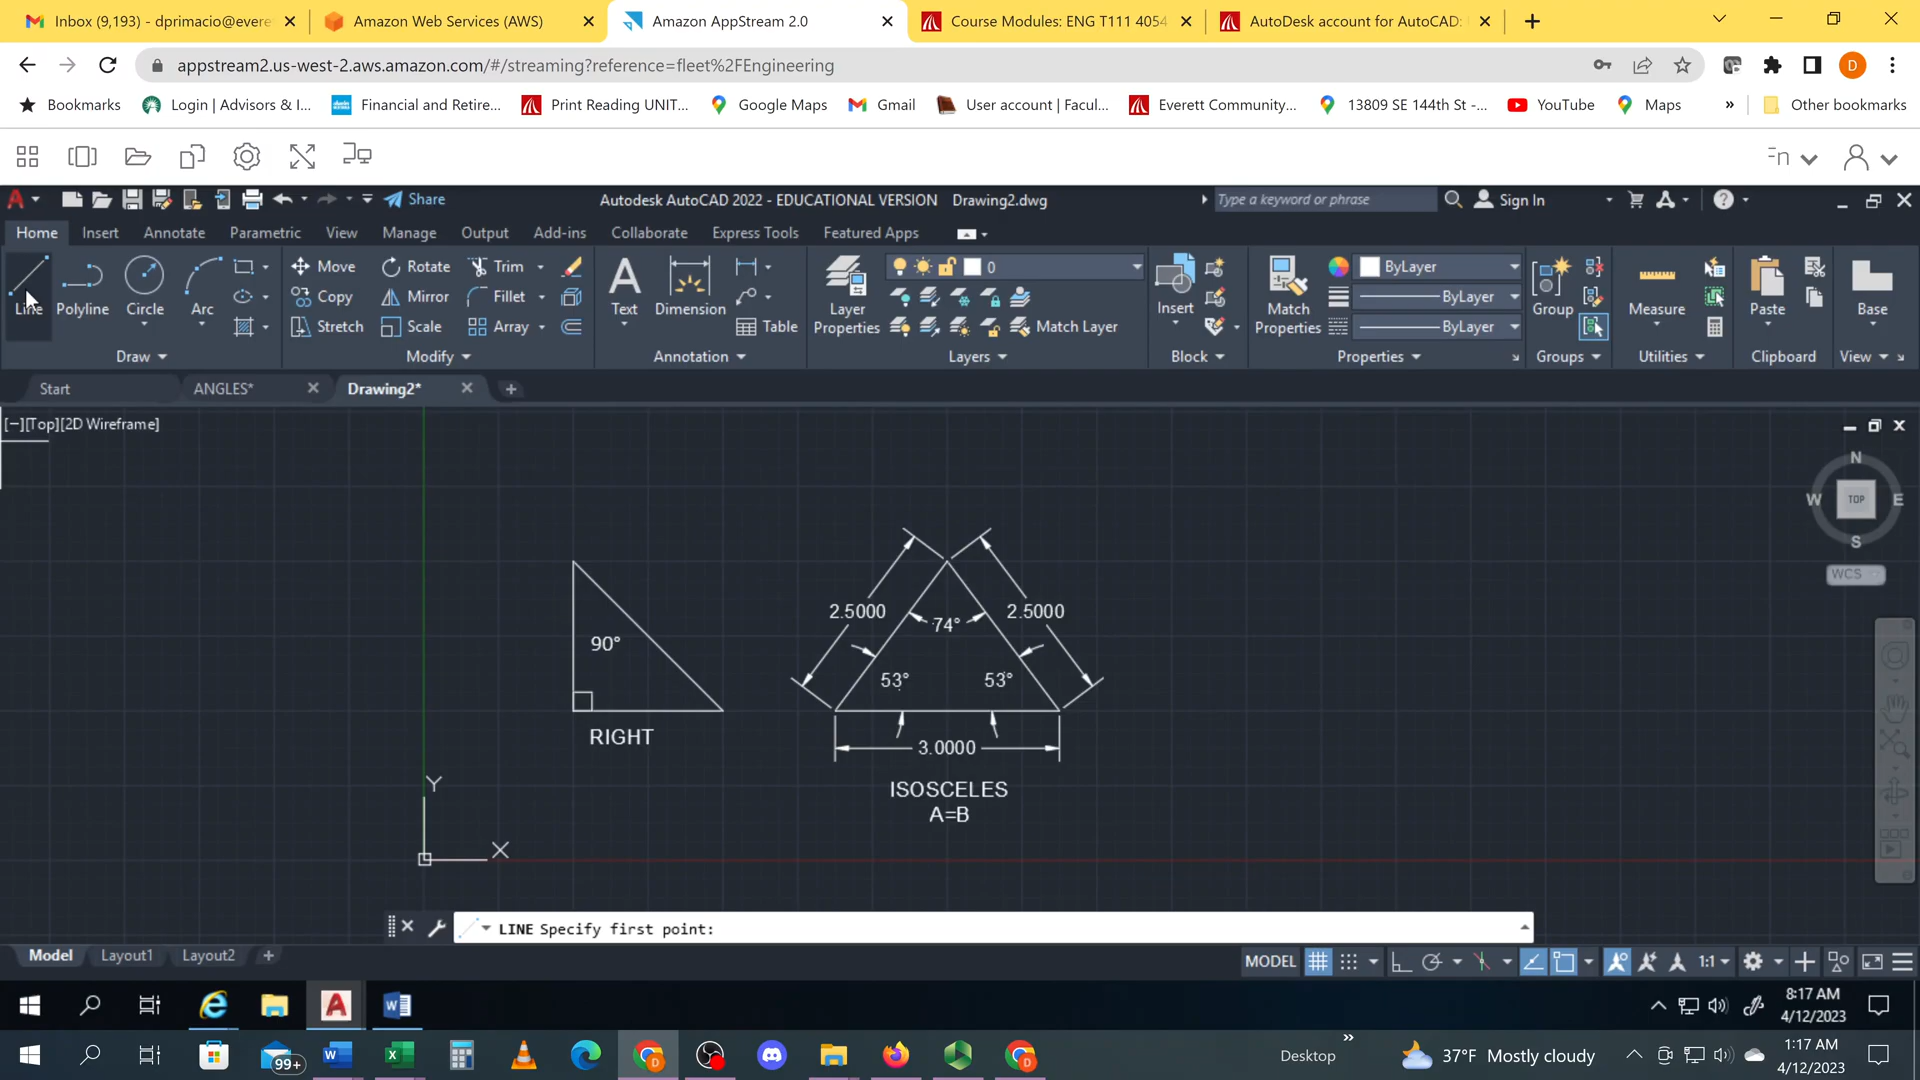 Inbox (9,193) - dprimacio@evere
Amazon Web Services (AWS)
Amazon AppStream 2.0
Course Modules: ENG T111 4054
AutoDesk account for AutoCAD:
appstream2.us-west-2.aws.amazon.com/#/streaming?reference=fleet%2FEngineering
D
Bookmarks
Login | Advisors & I...
Financial and Retire...
Print Reading UNIT...
Google Maps
Gmail
User account | Facul...
Everett Community...
13809 SE 144th St -...
YouTube
Maps
»
Other bookmarks
Share
Autodesk AutoCAD 2022 - EDUCATIONAL VERSION Drawing2.dwg
Type a keyword or phrase
Sign In
Home Insert Annotate Parametric View Manage Output Add-ins Collaborate Express Tools Featured Apps
Line Polyline Circle Arc
Move Rotate Trim
Copy Mirror Fillet
Stretch Scale Array
Text Dimension
Table
Layer Properties
0
Match Layer
Insert
Match Properties
ByLayer
ByLayer
ByLayer
Group
Measure
Paste
Base
Draw Modify Annotation Layers Block Properties Groups Utilities Clipboard View
Start ANGLES* Drawing2*
[−][Top][2D Wireframe]
N
W TOP E
S
WCS
2.5000
2.5000
74°
90°
53°
53°
RIGHT
3.0000
ISOSCELES
A=B
Y
X
LINE Specify first point:
Model Layout1 Layout2
MODEL
1:1
8:17 AM
4/12/2023
99+
Desktop
»
37°F Mostly cloudy
1:17 AM
4/12/2023